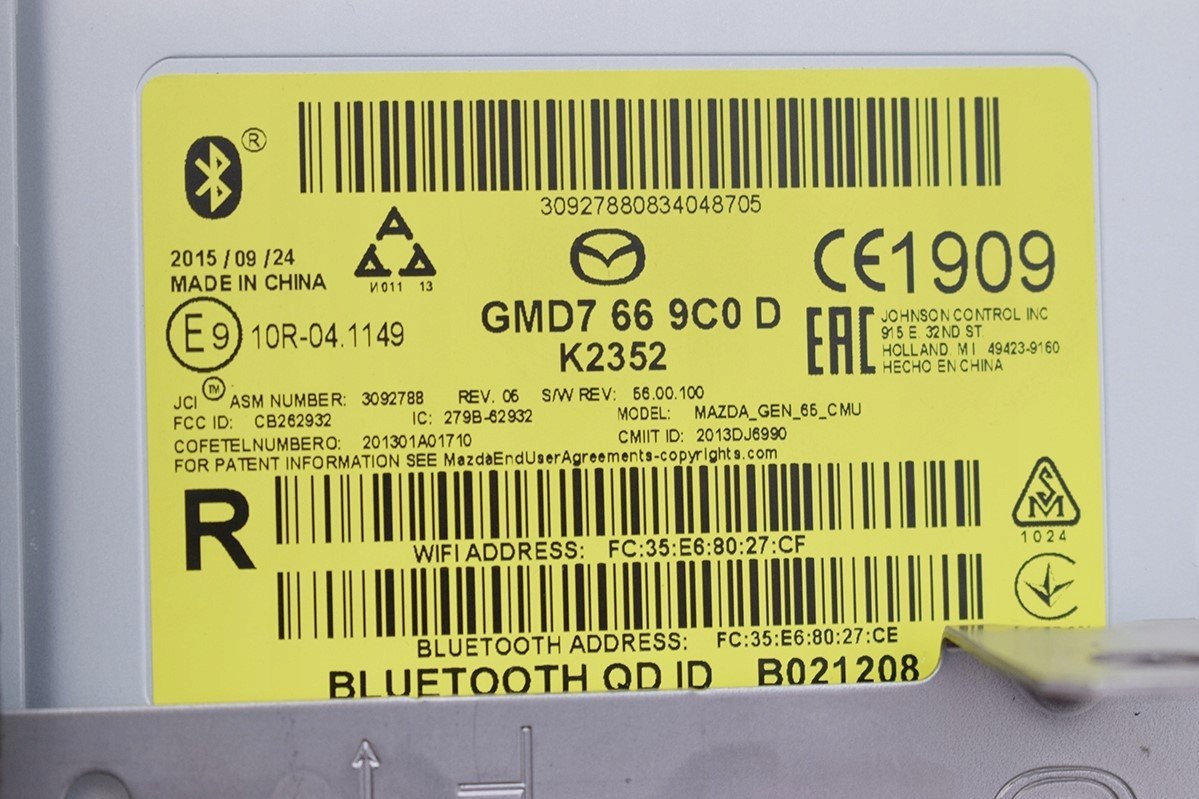 ®
30927880834048705
2015/09/24
MADE IN CHINA
A
И011 13
CE1909
GMD7 66 9C0 D
K2352
E9 10R-04.1149
EAC
JOHNSON CONTROL INC
915 E. 32ND ST.
HOLLAND. M I 49423-9160
HECHO EN CHINA
JCI™ ASM NUMBER: 3092788 REV. 06 S/W REV: 56.00.100
FCC ID: CB262932 IC: 279B-62932 MODEL: MAZDA_GEN_65_CMU
COFETELNUMBERO: 201301A01710 CMIIT ID: 2013DJ6990
FOR PATENT INFORMATION SEE MazdaEndUserAgreements-copyrights.com
R
WIFI ADDRESS: FC:35:E6:80:27:CF
SM
1024
BLUETOOTH ADDRESS: FC:35:E6:80:27:CE
BLUETOOTH QD ID B021208